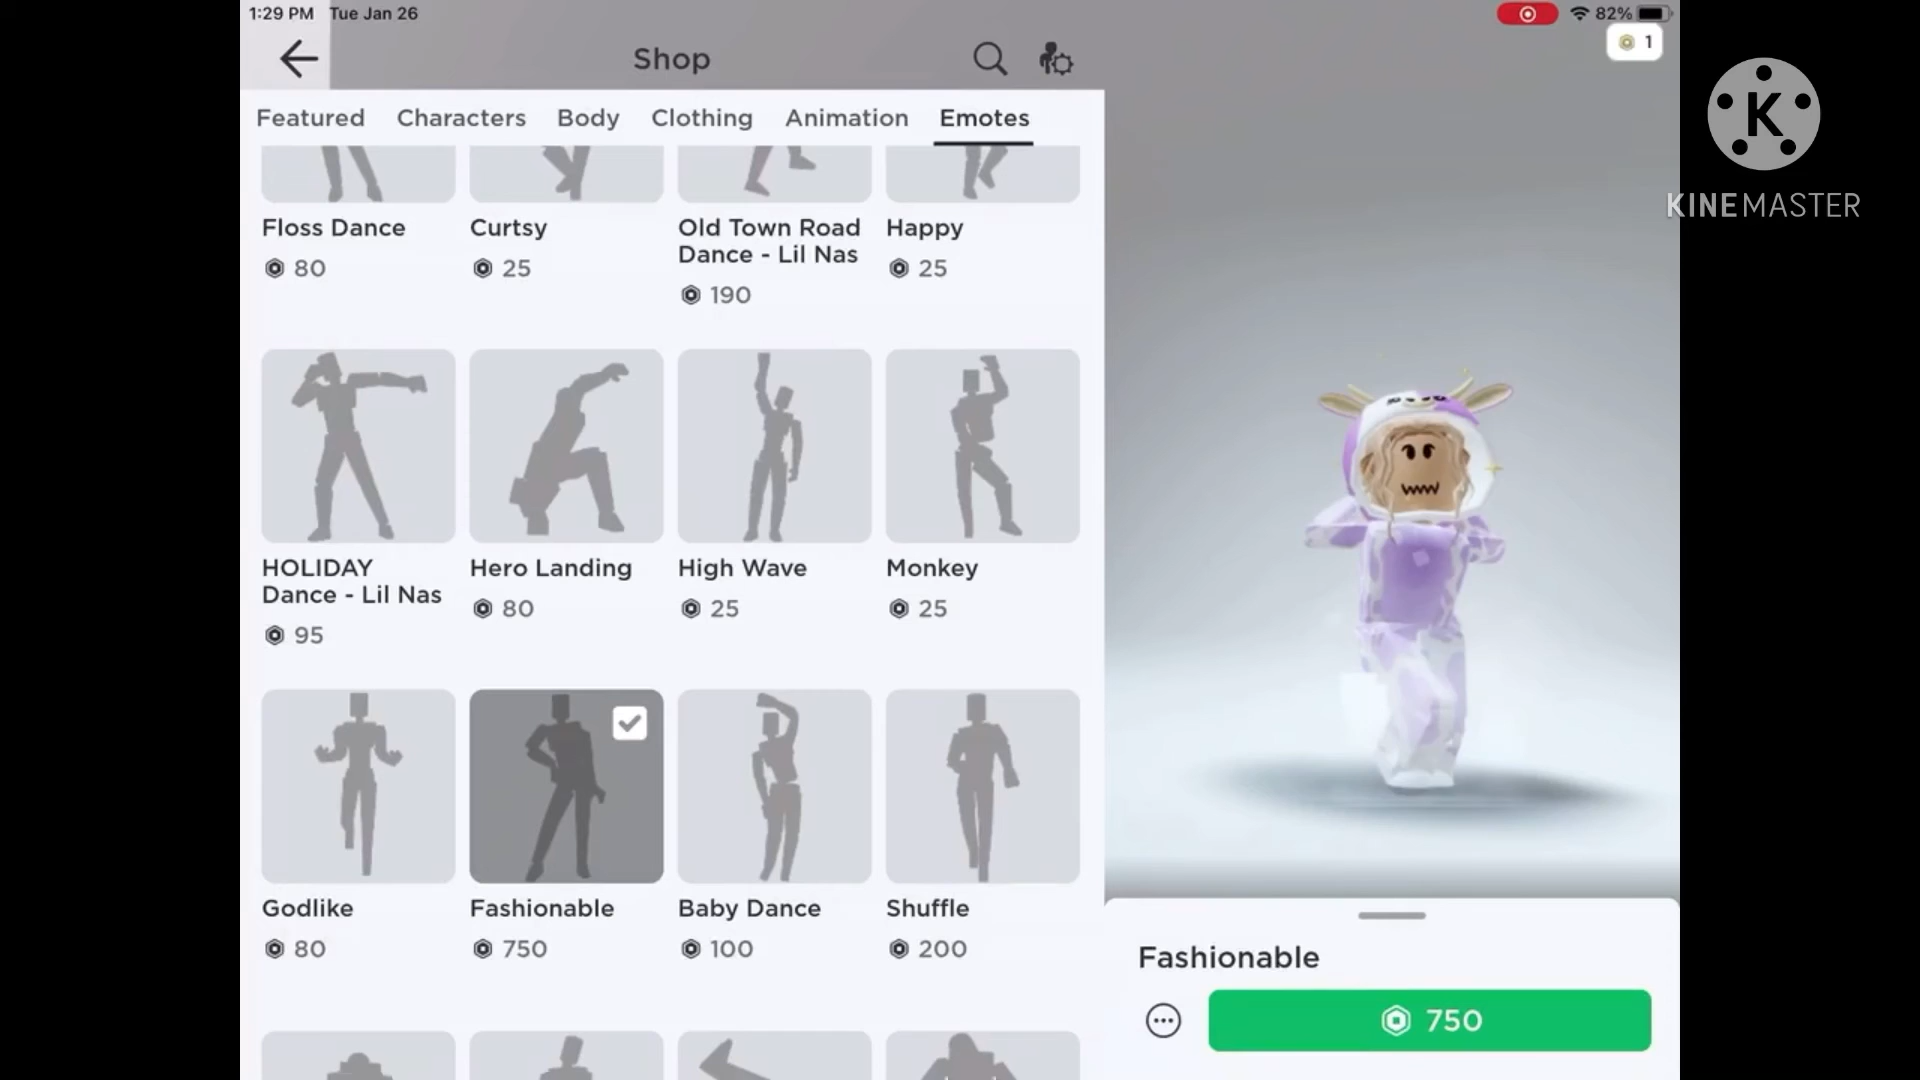 1:29 PM Tue Jan 26
82%
1
Shop
K
KINEMASTER
Featured Characters Body Clothing Animation Emotes
Floss Dance
80
Curtsy
25
Old Town Road
Dance - Lil Nas
190
Happy
25
HOLIDAY
Dance - Lil Nas
95
Hero Landing
80
High Wave
25
Monkey
25
Godlike
80
Fashionable
750
Baby Dance
100
Shuffle
200
Fashionable
750